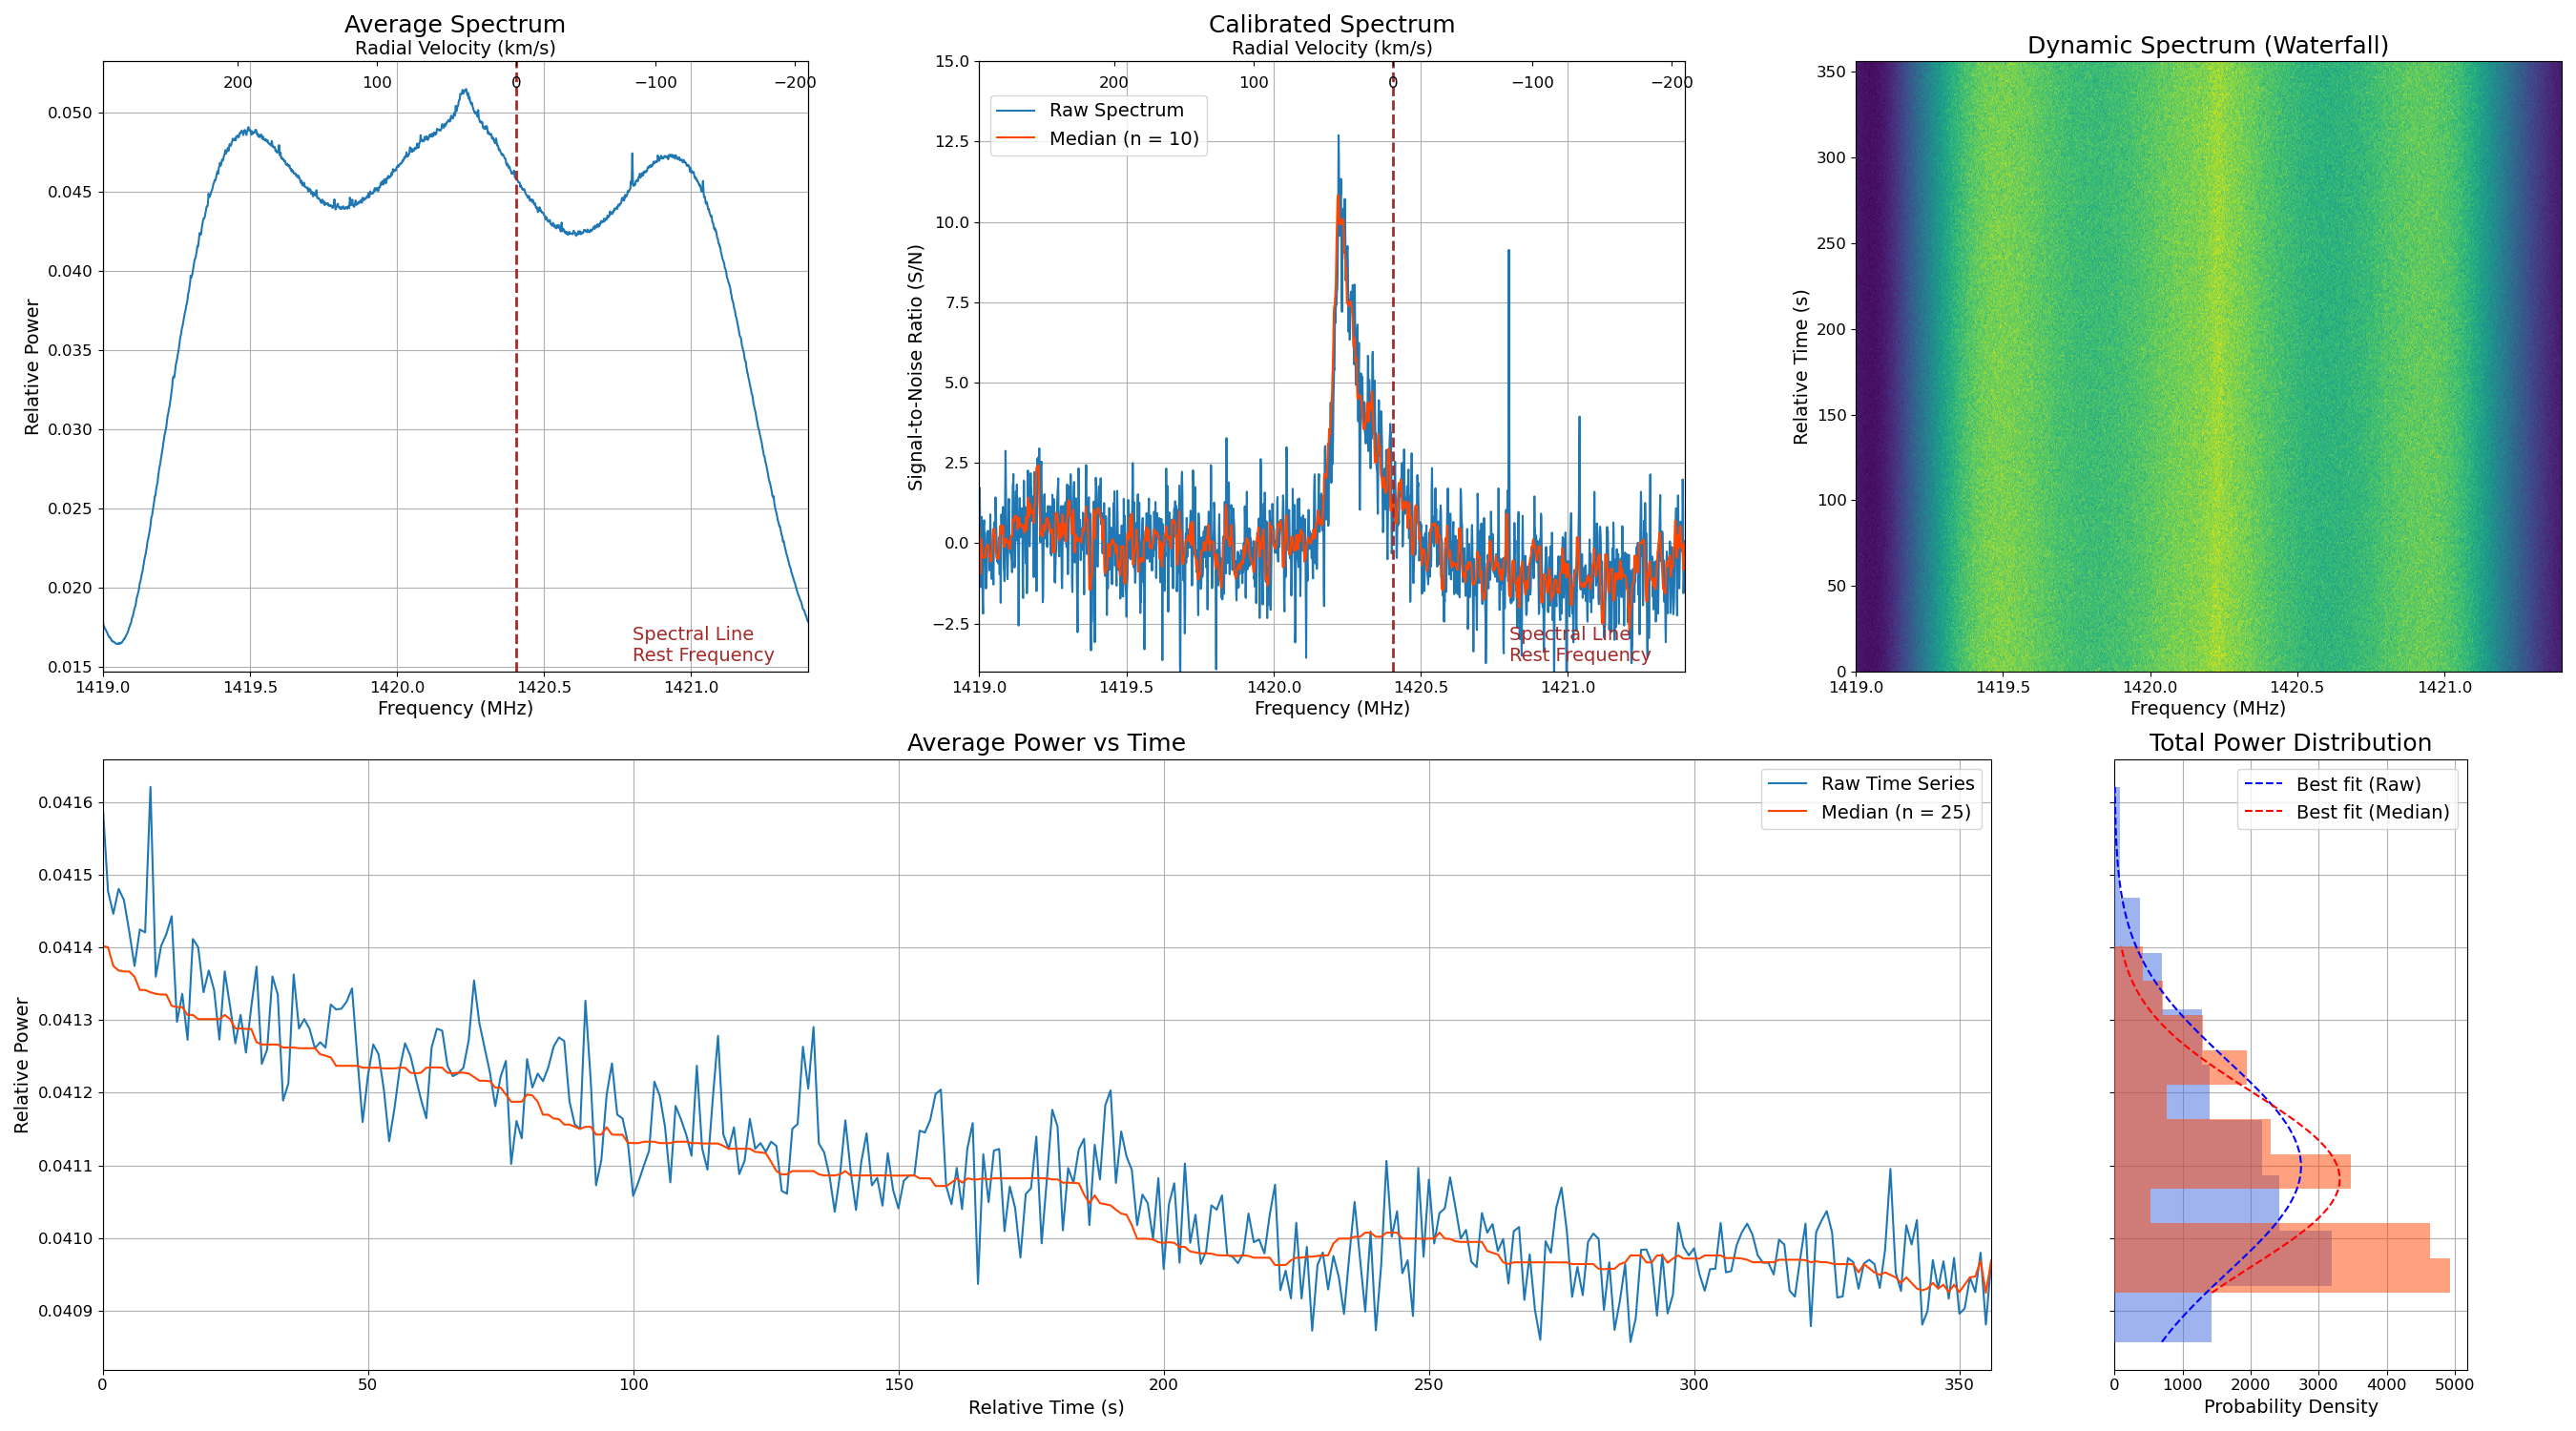 Average Spectrum
Radial Velocity (km/s)
200 100 0 −100 −200
0.050
0.045
0.040
0.035
0.030
0.025
0.020
0.015
Relative Power
Spectral Line
Rest Frequency
1419.0 1419.5 1420.0 1420.5 1421.0
Frequency (MHz)
Calibrated Spectrum
Radial Velocity (km/s)
200 100 0 −100 −200
15.0
12.5
10.0
7.5
5.0
2.5
0.0
−2.5
Signal-to-Noise Ratio (S/N)
Raw Spectrum
Median (n = 10)
Spectral Line
Rest Frequency
1419.0 1419.5 1420.0 1420.5 1421.0
Frequency (MHz)
Dynamic Spectrum (Waterfall)
350
300
250
200
150
100
50
0
Relative Time (s)
1419.0 1419.5 1420.0 1420.5 1421.0
Frequency (MHz)
Average Power vs Time
0.0416
0.0415
0.0414
0.0413
0.0412
0.0411
0.0410
0.0409
Relative Power
Raw Time Series
Median (n = 25)
0 50 100 150 200 250 300 350
Relative Time (s)
Total Power Distribution
Best fit (Raw)
Best fit (Median)
0 1000 2000 3000 4000 5000
Probability Density